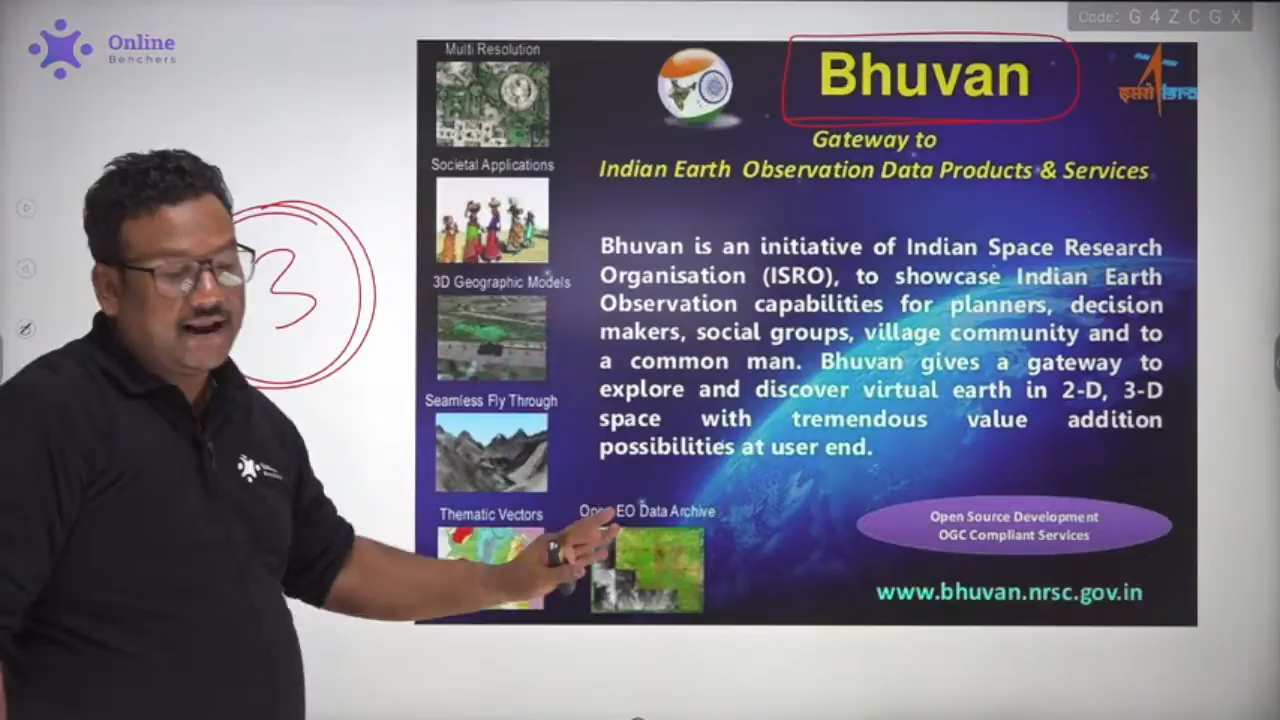 Code: G4ZCGX
Online
Benchers
Multi Resolution
Bhuvan
इसरो isro
Gateway to
Indian Earth Observation Data Products & Services
Societal Applications
3
Bhuvan is an initiative of Indian Space Research
Organisation (ISRO), to showcase Indian Earth
Observation capabilities for planners, decision
makers, social groups, village community and to
a common man. Bhuvan gives a gateway to
explore and discover virtual earth in 2-D, 3-D
space with tremendous value addition
possibilities at user end.
3D Geographic Models
Seamless Fly Through
Thematic Vectors
EO Data Archive
Open Source Development
OGC Compliant Services
www.bhuvan.nrsc.gov.in